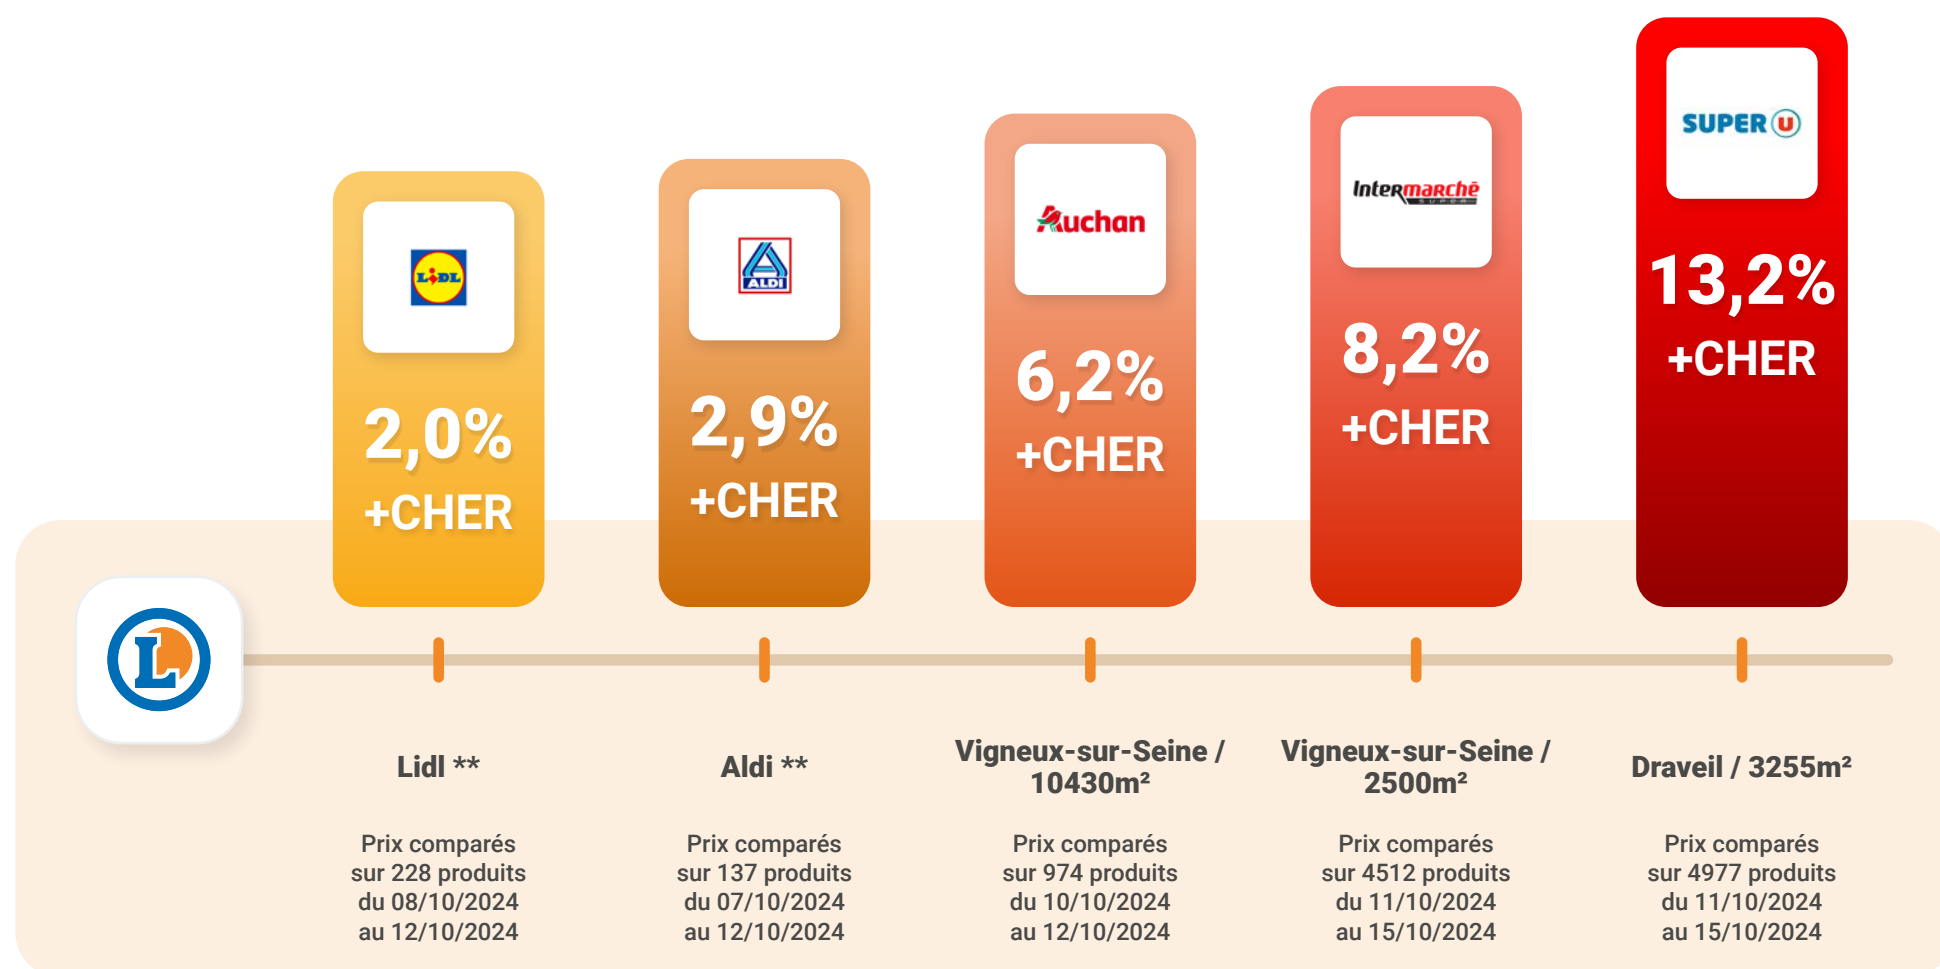 LIDL
2,0%
+CHER
ALDI
2,9%
+CHER
Auchan
6,2%
+CHER
Intermarchē
SUPER
8,2%
+CHER
SUPER U
13,2%
+CHER
L
Lidl **
Prix comparés
sur 228 produits
du 08/10/2024
au 12/10/2024
Aldi **
Prix comparés
sur 137 produits
du 07/10/2024
au 12/10/2024
Vigneux-sur-Seine /
10430m²
Prix comparés
sur 974 produits
du 10/10/2024
au 12/10/2024
Vigneux-sur-Seine /
2500m²
Prix comparés
sur 4512 produits
du 11/10/2024
au 15/10/2024
Draveil / 3255m²
Prix comparés
sur 4977 produits
du 11/10/2024
au 15/10/2024